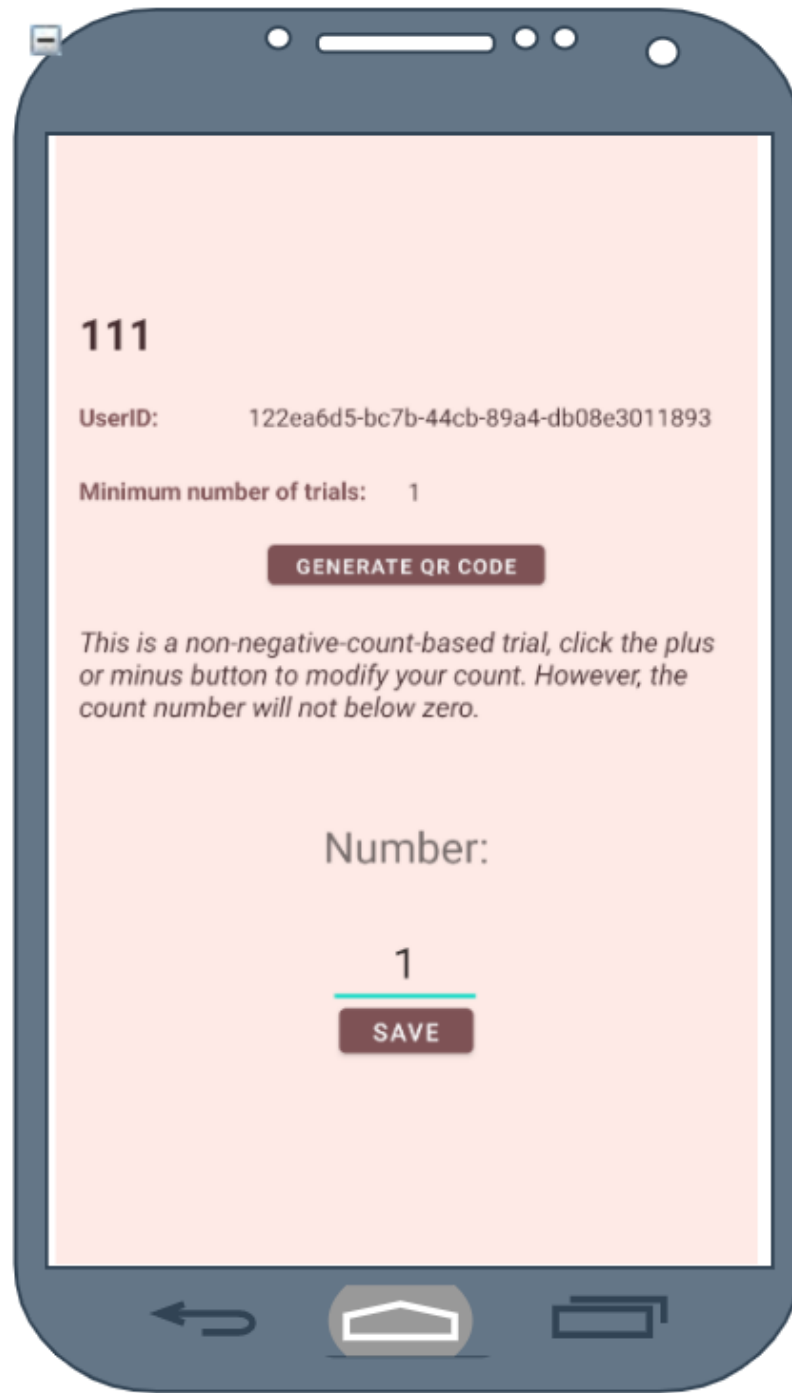 111
UserID: 122ea6d5-bc7b-44cb-89a4-db08e3011893
Minimum number of trials: 1
GENERATE QR CODE
This is a non-negative-count-based trial, click the plus
or minus button to modify your count. However, the
count number will not below zero.
Number:
1
SAVE